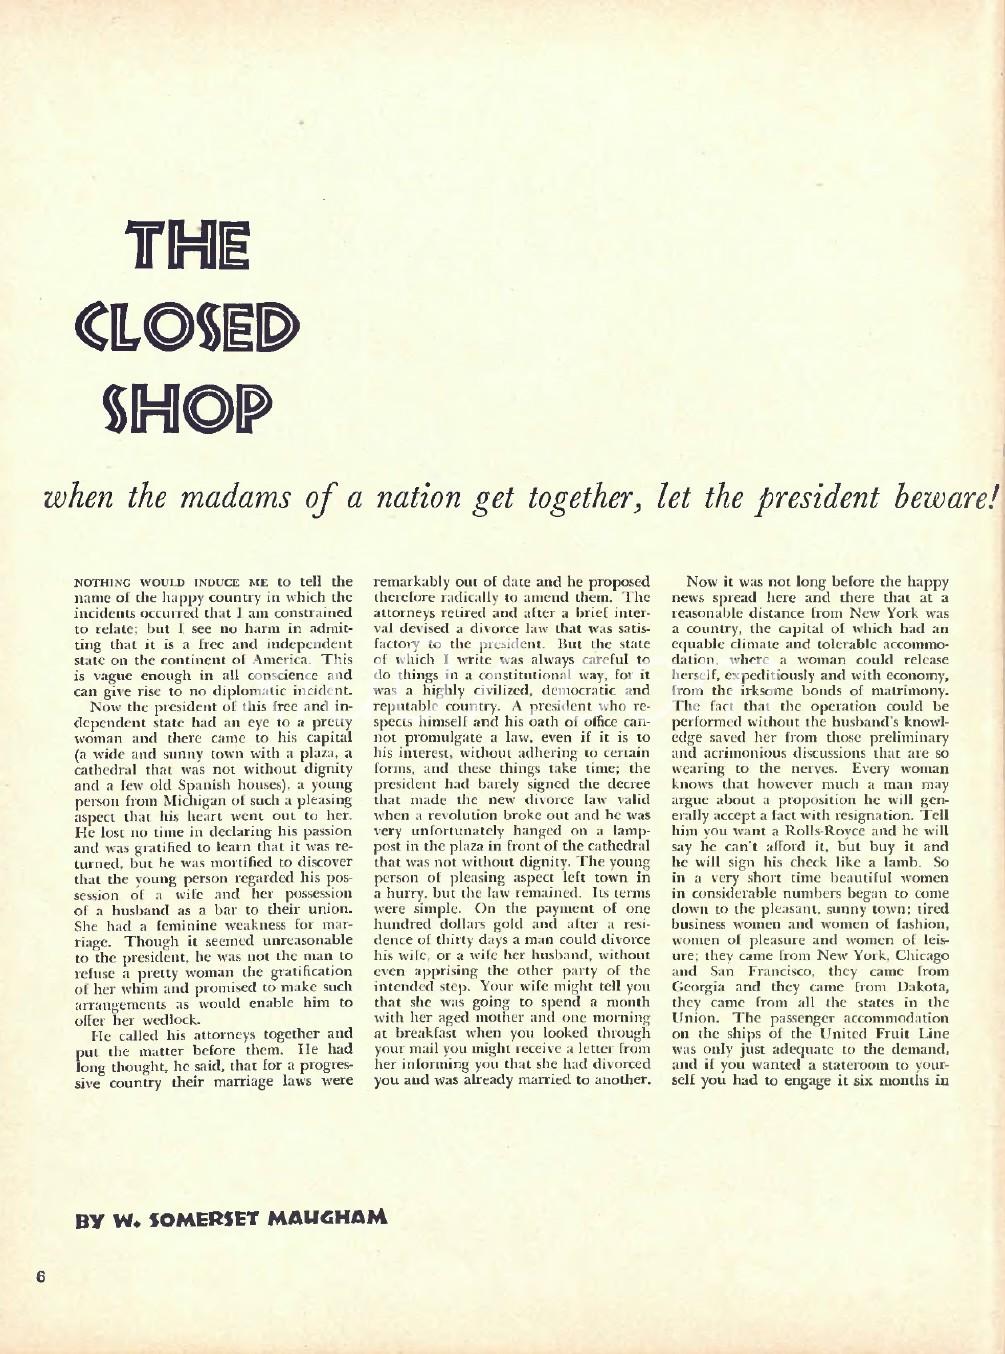 THE
CLOSED
SHOP
when the madams of a nation get together, let the president beware!
NOTHING WOULD INDUCE ME to tell the
name of the happy country in which the
incidents occurred that I am constrained
to relate; but I see no harm in admit-
ting that it is a free and independent
state on the continent of America. This
is vague enough in all conscience and
can give rise to no diplomatic incident.
Now the president of this free and in-
dependent state had an eye to a pretty
woman and there came to his capital
(a wide and sunny town with a plaza, a
cathedral that was not without dignity
and a few old Spanish houses), a young
person from Michigan of such a pleasing
aspect that his heart went out to her.
He lost no time in declaring his passion
and was gratified to learn that it was re-
turned, but he was mortified to discover
that the young person regarded his pos-
session of a wife and her possession
of a husband as a bar to their union.
She had a feminine weakness for mar-
riage. Though it seemed unreasonable
to the president, he was not the man to
refuse a pretty woman the gratification
of her whim and promised to make such
arrangements as would enable him to
offer her wedlock.
He called his attorneys together and
put the matter before them. He had
long thought, he said, that for a progres-
sive country their marriage laws were
remarkably out of date and he proposed
therefore radically to amend them. The
attorneys retired and after a brief inter-
val devised a divorce law that was satis-
factory to the president. But the state
of which I write was always careful to
do things in a constitutional way, for it
was a highly civilized, democratic and
reputable country. A president who re-
spects himself and his oath of office can-
not promulgate a law, even if it is to
his interest, without adhering to certain
forms, and these things take time; the
president had barely signed the decree
that made the new divorce law valid
when a revolution broke out and he was
very unfortunately hanged on a lamp-
post in the plaza in front of the cathedral
that was not without dignity. The young
person of pleasing aspect left town in
a hurry, but the law remained. Its terms
were simple. On the payment of one
hundred dollars gold and after a resi-
dence of thirty days a man could divorce
his wife, or a wife her husband, without
even apprising the other party of the
intended step. Your wife might tell you
that she was going to spend a month
with her aged mother and one morning
at breakfast when you looked through
your mail you might receive a letter from
her informing you that she had divorced
you and was already married to another.
Now it was not long before the happy
news spread here and there that at a
reasonable distance from New York was
a country, the capital of which had an
equable climate and tolerable accommo-
dation, where a woman could release
herself, expeditiously and with economy,
from the irksome bonds of matrimony.
The fact that the operation could be
performed without the husband's knowl-
edge saved her from those preliminary
and acrimonious discussions that are so
wearing to the nerves. Every woman
knows that however much a man may
argue about a proposition he will gen-
erally accept a fact with resignation. Tell
him you want a Rolls-Royce and he will
say he can't afford it, but buy it and
he will sign his check like a lamb. So
in a very short time beautiful women
in considerable numbers began to come
down to the pleasant, sunny town; tired
business women and women of fashion,
women of pleasure and women of leis-
ure; they came from New York, Chicago
and San Francisco, they came from
Georgia and they came from Dakota,
they came from all the states in the
Union. The passenger accommodation
on the ships of the United Fruit Line
was only just adequate to the demand,
and if you wanted a stateroom to your-
self you had to engage it six months in
BY W. SOMERSET MAUGHAM
6